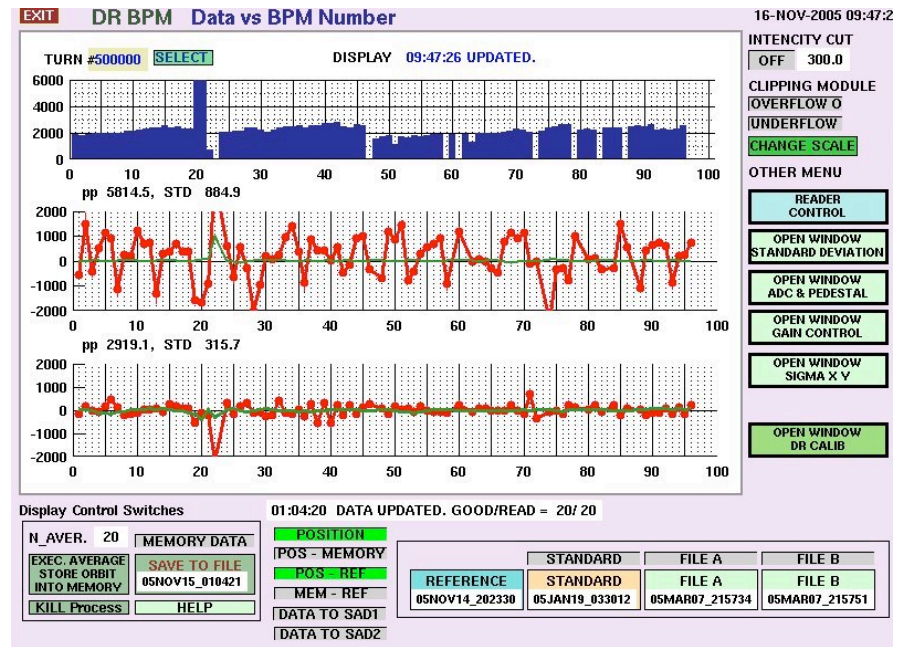 EXIT DR BPM Data vs BPM Number 16-NOV-2005 09:47:2
TURN #500000 SELECT DISPLAY 09:47:26 UPDATED.
6000
4000
2000
0
0 10 20 30 40 50 60 70 80 90 100
pp 5814.5, STD 884.9
2000
1000
0
-1000
-2000
0 10 20 30 40 50 60 70 80 90 100
pp 2919.1, STD 315.7
2000
1000
0
-1000
-2000
0 10 20 30 40 50 60 70 80 90 100
INTENCITY CUT
OFF 300.0
CLIPPING MODULE
OVERFLOW O
UNDERFLOW
CHANGE SCALE
OTHER MENU
READER
CONTROL
OPEN WINDOW
STANDARD DEVIATION
OPEN WINDOW
ADC & PEDESTAL
OPEN WINDOW
GAIN CONTROL
OPEN WINDOW
SIGMA X Y
OPEN WINDOW
DR CALIB
Display Control Switches
N_AVER. 20 MEMORY DATA
EXEC. AVERAGE
STORE ORBIT
INTO MEMORY
SAVE TO FILE
05NOV15_010421
KILL Process HELP
01:04:20 DATA UPDATED. GOOD/READ = 20/ 20
POSITION
POS - MEMORY
POS - REF
MEM - REF
DATA TO SAD1
DATA TO SAD2
STANDARD FILE A FILE B
REFERENCE STANDARD FILE A FILE B
05NOV14_202330 05JAN19_033012 05MAR07_215734 05MAR07_215751